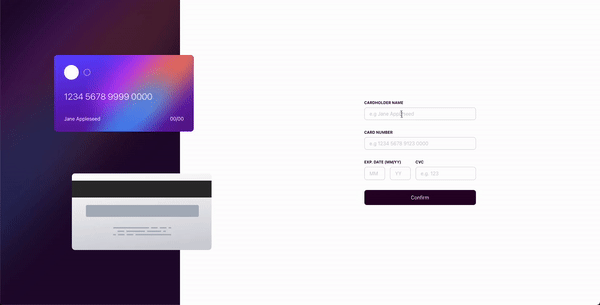 1234 5678 9999 0000
Jane Appleseed 00/00
CARDHOLDER NAME
e.g. Jane Appleseed
CARD NUMBER
e.g. 1234 5678 9123 0000
EXP. DATE (MM/YY) CVC
MM YY e.g. 123
Confirm